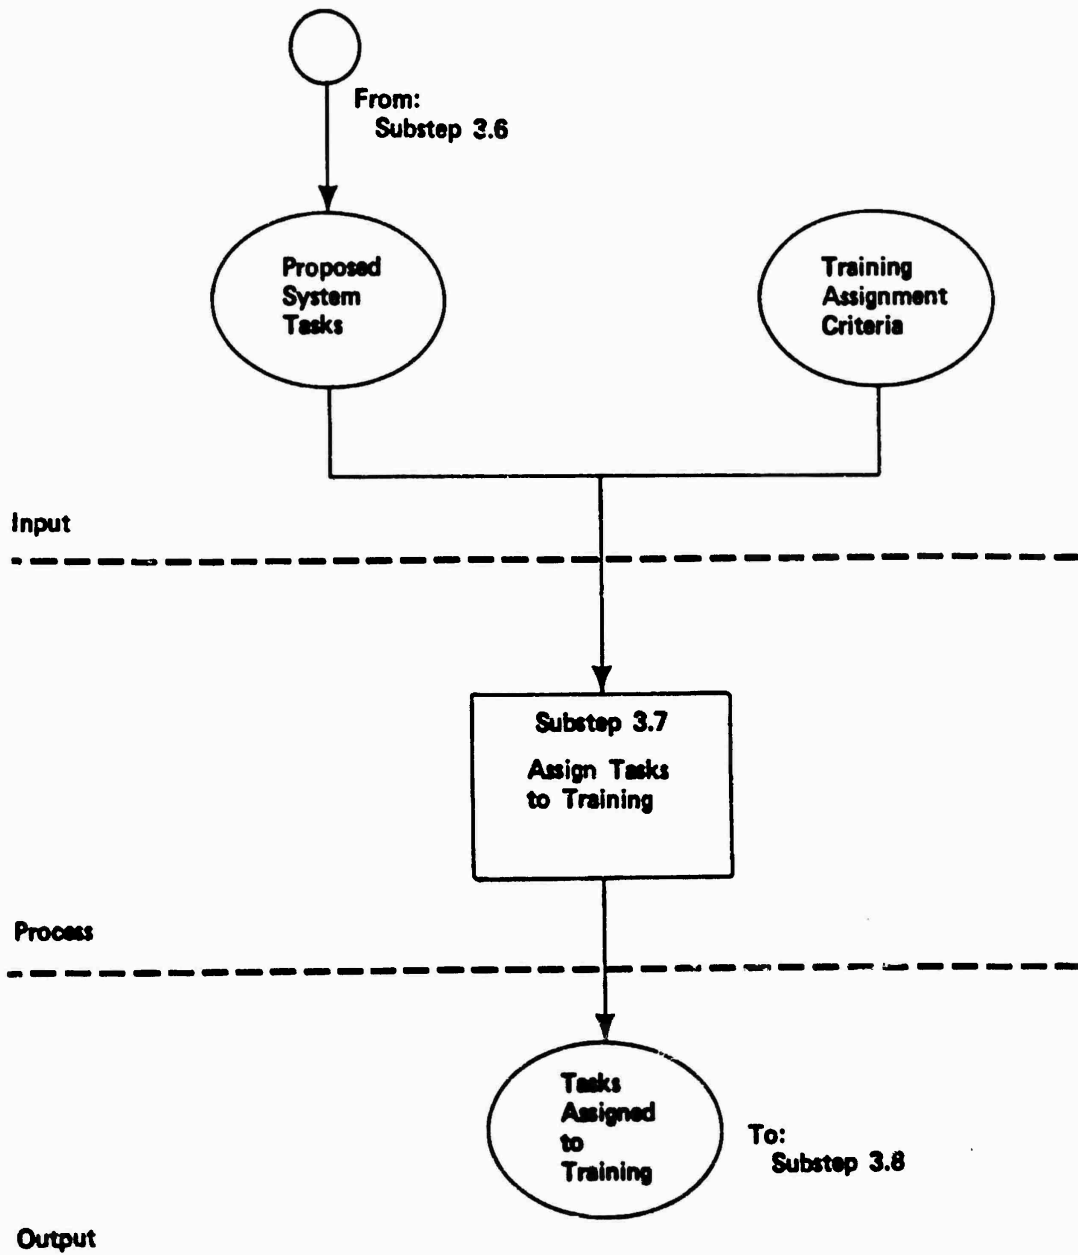 From:
Substep 3.6
Proposed
System
Tasks
Training
Assignment
Criteria
Input
Substep 3.7
Assign Tasks
to Training
Process
Tasks
Assigned
to
Training
To:
Substep 3.8
Output